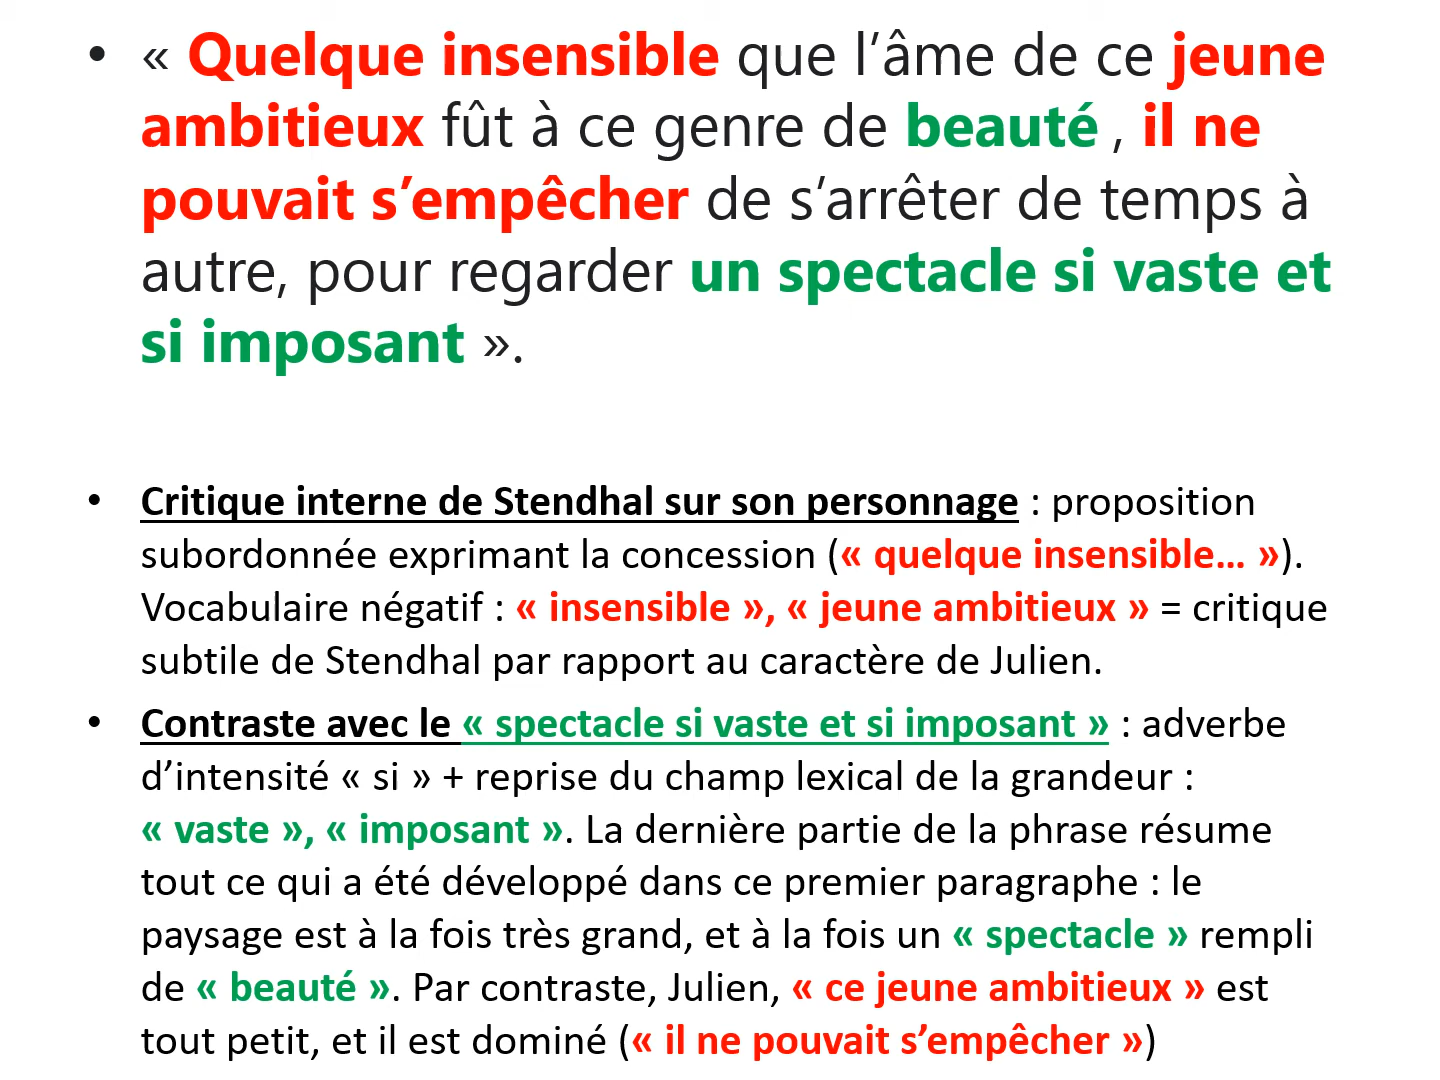 • « Quelque insensible que l’âme de ce jeune
ambitieux fût à ce genre de beauté , il ne
pouvait s’empêcher de s’arrêter de temps à
autre, pour regarder un spectacle si vaste et
si imposant ».
• Critique interne de Stendhal sur son personnage : proposition
subordonnée exprimant la concession (« quelque insensible… »).
Vocabulaire négatif : « insensible », « jeune ambitieux » = critique
subtile de Stendhal par rapport au caractère de Julien.
• Contraste avec le « spectacle si vaste et si imposant » : adverbe
d’intensité « si » + reprise du champ lexical de la grandeur :
« vaste », « imposant ». La dernière partie de la phrase résume
tout ce qui a été développé dans ce premier paragraphe : le
paysage est à la fois très grand, et à la fois un « spectacle » rempli
de « beauté ». Par contraste, Julien, « ce jeune ambitieux » est
tout petit, et il est dominé (« il ne pouvait s’empêcher »)